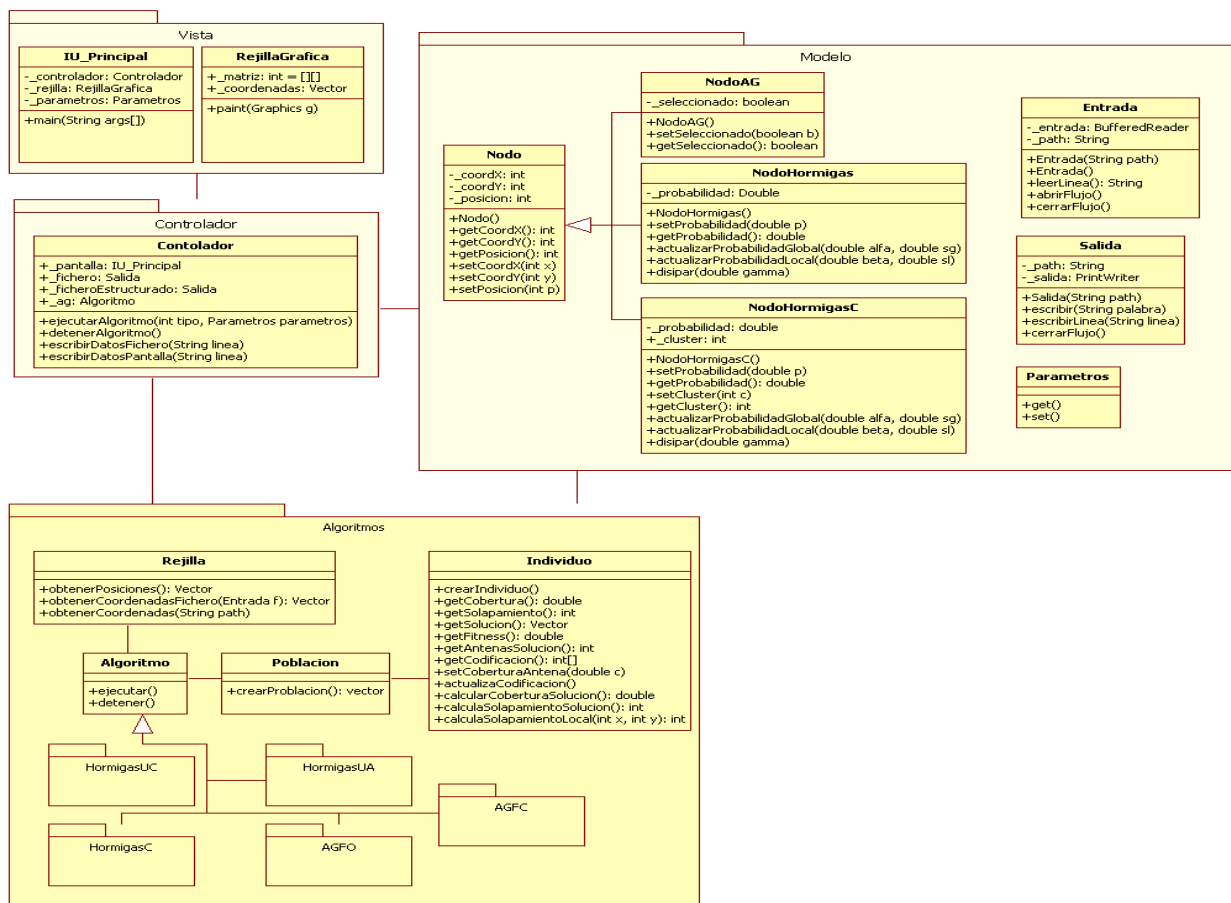 Vista
IU_Principal
-_controlador: Controlador
-_rejilla: RejillaGrafica
-_parametros: Parametros
+main(String args[])
RejillaGrafica
+_matriz: int = [][]
+_coordenadas: Vector
+paint(Graphics g)
Controlador
Contolador
+_pantalla: IU_Principal
+_fichero: Salida
+_ficheroEstructurado: Salida
+_ag: Algoritmo
+ejecutarAlgoritmo(int tipo, Parametros parametros)
+detenerAlgoritmo()
+escribirDatosFichero(String linea)
+escribirDatosPantalla(String linea)
Modelo
Nodo
-_coordX: int
-_coordY: int
-_posicion: int
+Nodo()
+getCoordX(): int
+getCoordY(): int
+getPosicion(): int
+setCoordX(int x)
+setCoordY(int y)
+setPosicion(int p)
NodoAG
-_seleccionado: boolean
+NodoAG()
+setSeleccionado(boolean b)
+getSeleccionado(): boolean
NodoHormigas
-_probabilidad: Double
+NodoHormigas()
+setProbabilidad(double p)
+getProbabilidad(): double
+actualizarProbabilidadGlobal(double alfa, double sg)
+actualizarProbabilidadLocal(double beta, double sl)
+disipar(double gamma)
NodoHormigasC
-_probabilidad: double
+_cluster: int
+NodoHormigasC()
+setProbabilidad(double p)
+getProbabilidad(): double
+setCluster(int c)
+getCluster(): int
+actualizarProbabilidadGlobal(double alfa, double sg)
+actualizarProbabilidadLocal(double beta, double sl)
+disipar(double gamma)
Entrada
-_entrada: BufferedReader
-_path: String
+Entrada(String path)
+Entrada()
+leerLinea(): String
+abrirFlujo()
+cerrarFlujo()
Salida
-_path: String
-_salida: PrintWriter
+Salida(String path)
+escribir(String palabra)
+escribirLinea(String linea)
+cerrarFlujo()
Parametros
+get()
+set()
Algoritmos
Rejilla
+obtenerPosiciones(): Vector
+obtenerCoordenadasFichero(Entrada f): Vector
+obtenerCoordenadas(String path)
Algoritmo
+ejecutar()
+detener()
Poblacion
+crearProblacion(): vector
Individuo
+crearIndividuo()
+getCobertura(): double
+getSolapamiento(): int
+getSolucion(): Vector
+getFitness(): double
+getAntenasSolucion(): int
+getCodificacion(): int[]
+setCoberturaAntena(double c)
+actualizaCodificacion()
+calcularCoberturaSolucion(): double
+calculaSolapamientoSolucion(): int
+calculaSolapamientoLocal(int x, int y): int
HormigasUC
HormigasUA
AGFC
HormigasC
AGFO